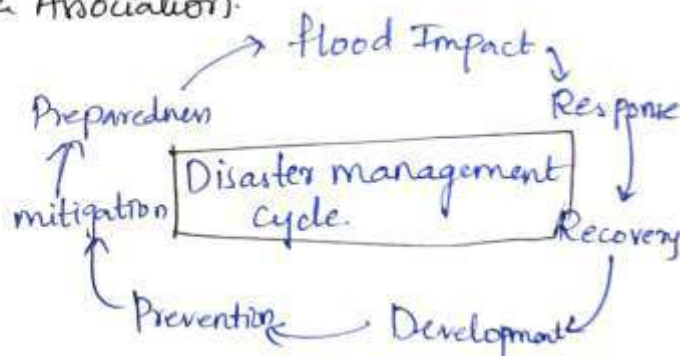 & Association).
flood Impact
Preparedness
Response
Disaster management
cycle.
mitigation
Recovery
Prevention
Development